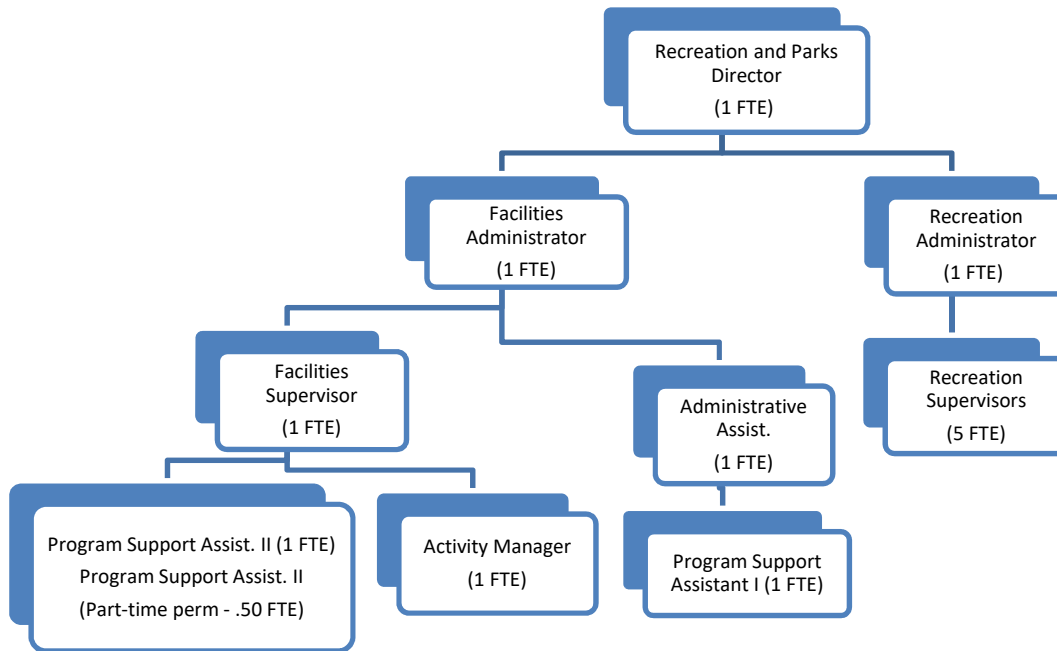 Recreation and Parks
Director
(1 FTE)
Facilities
Administrator
(1 FTE)
Recreation
Administrator
(1 FTE)
Facilities
Supervisor
(1 FTE)
Administrative
Assist.
(1 FTE)
Recreation
Supervisors
(5 FTE)
Program Support Assist. II (1 FTE)
Program Support Assist. II
(Part-time perm - .50 FTE)
Activity Manager
(1 FTE)
Program Support
Assistant I (1 FTE)